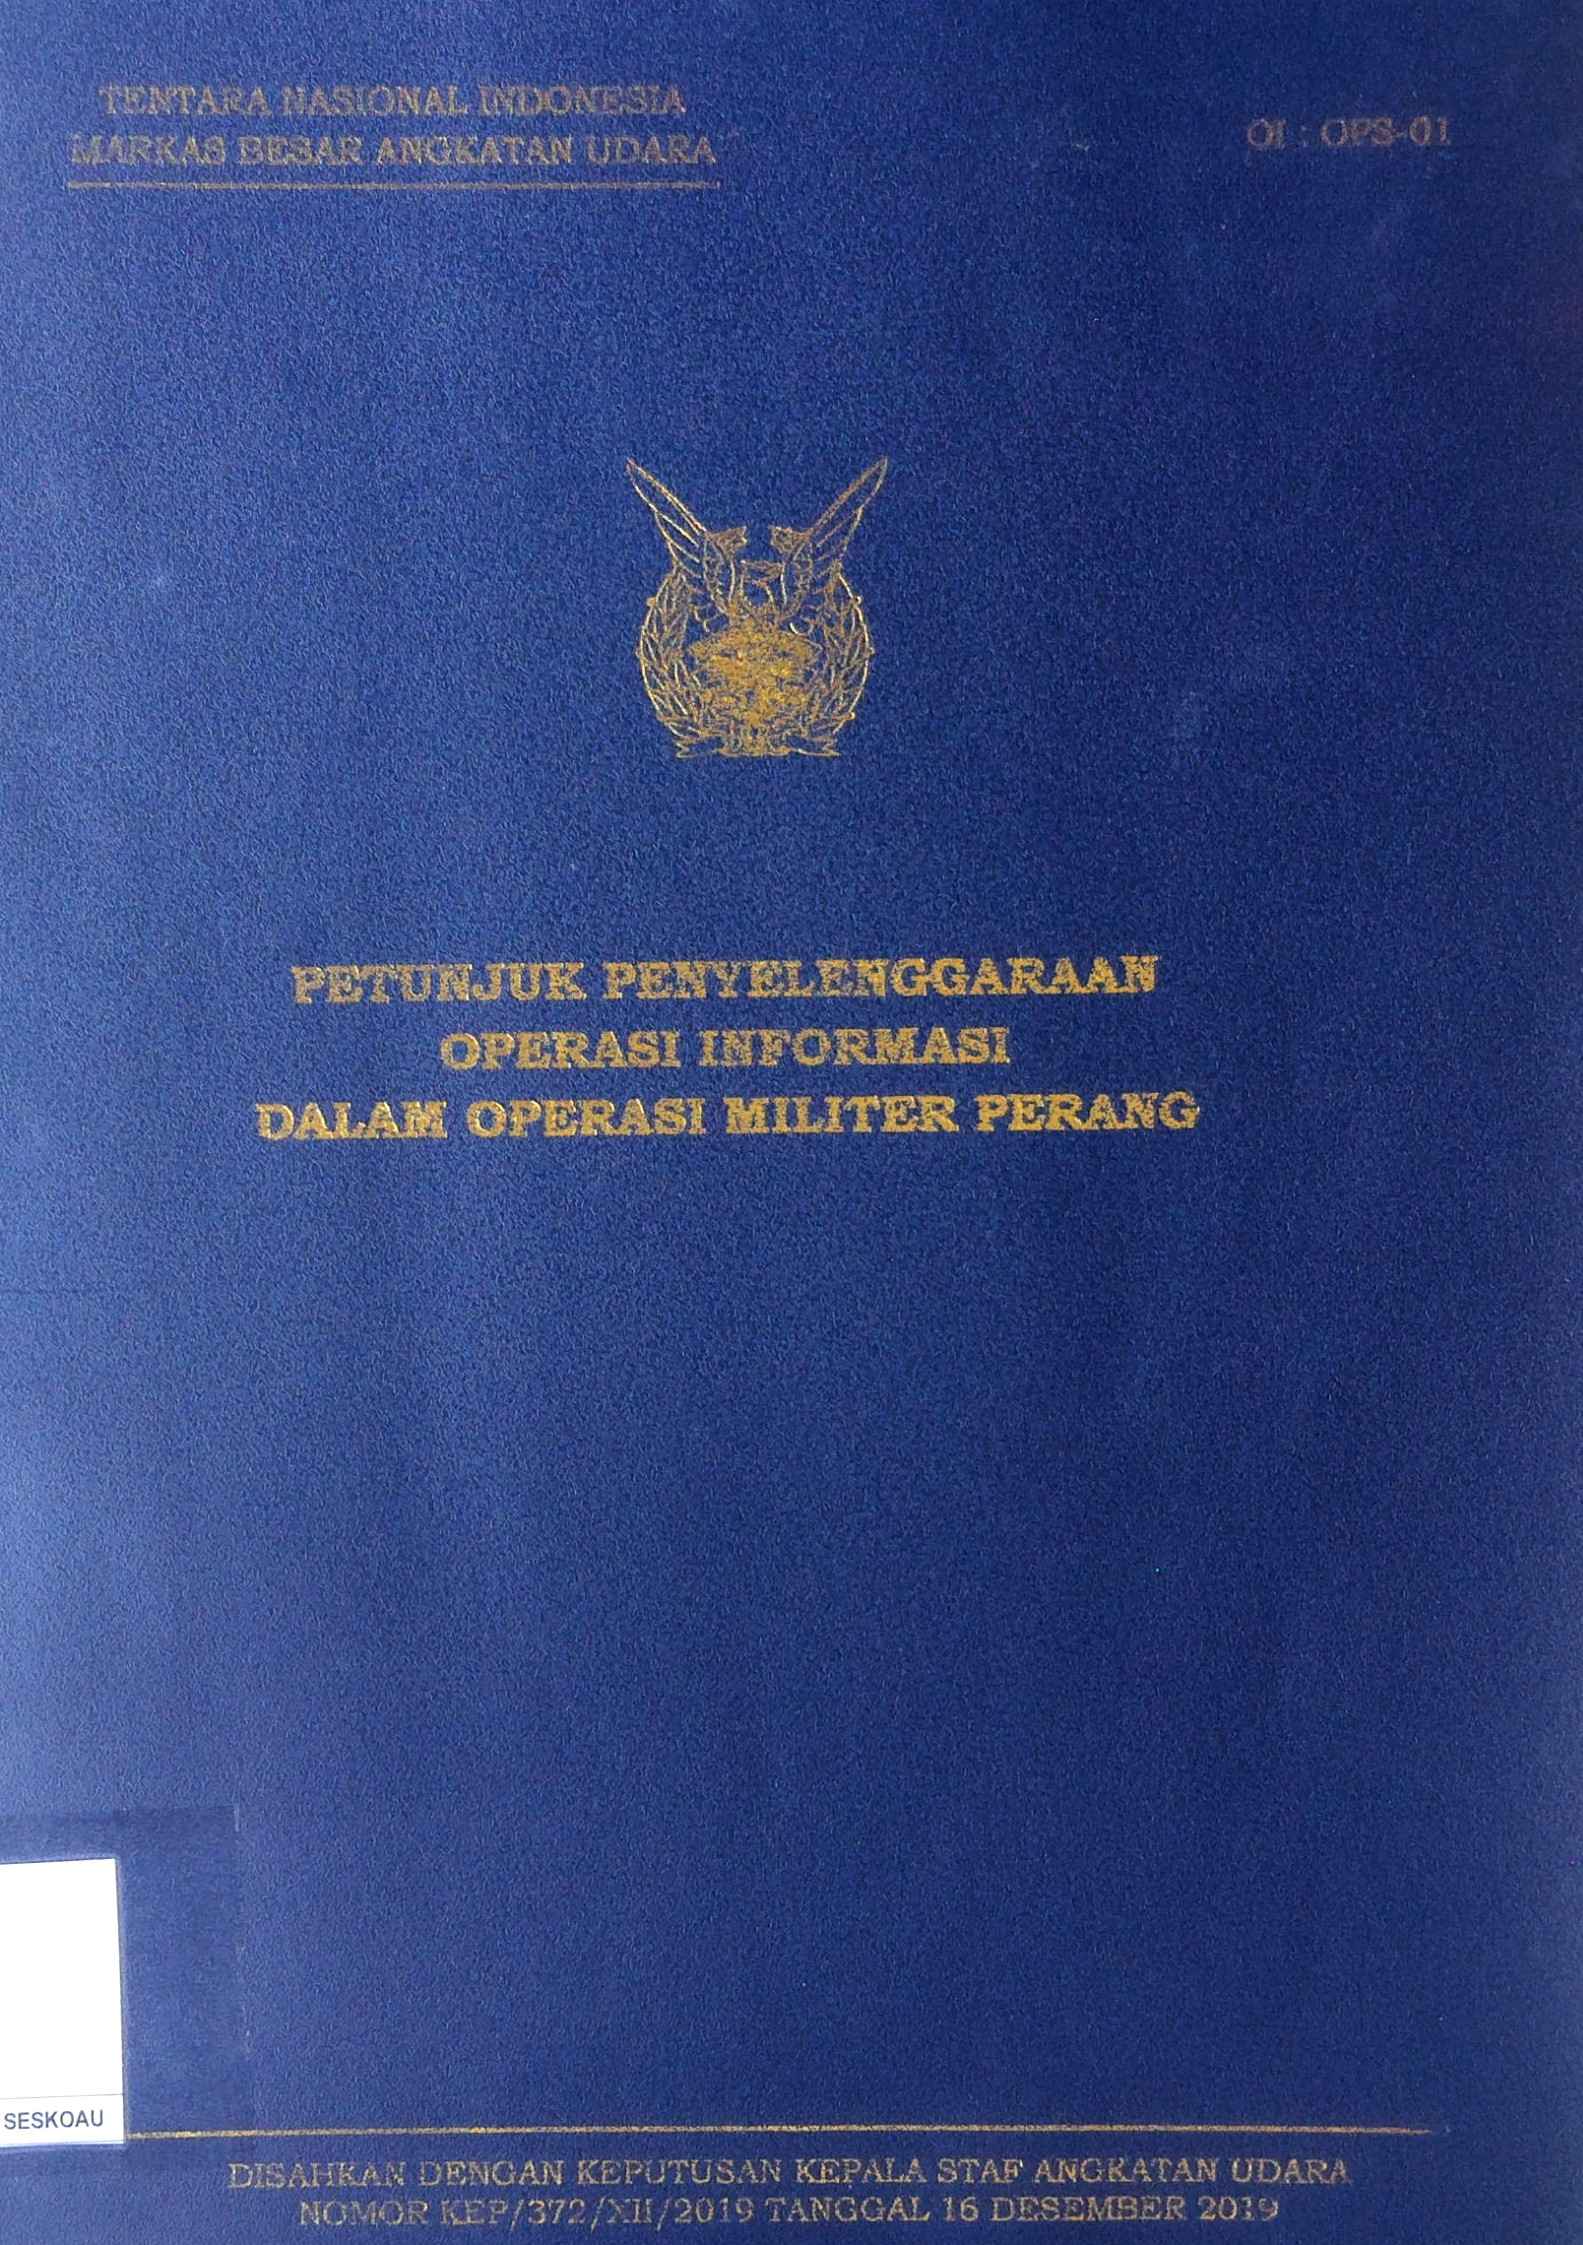 TENTARA NASIONAL INDONESIA
MARKAS BESAR ANGKATAN UDARA
OI : OPS-01
PETUNJUK PENYELENGGARAAN
OPERASI INFORMASI
DALAM OPERASI MILITER PERANG
SESKOAU
DISAHKAN DENGAN KEPUTUSAN KEPALA STAF ANGKATAN UDARA
NOMOR KEP/372/XII/2019 TANGGAL 16 DESEMBER 2019